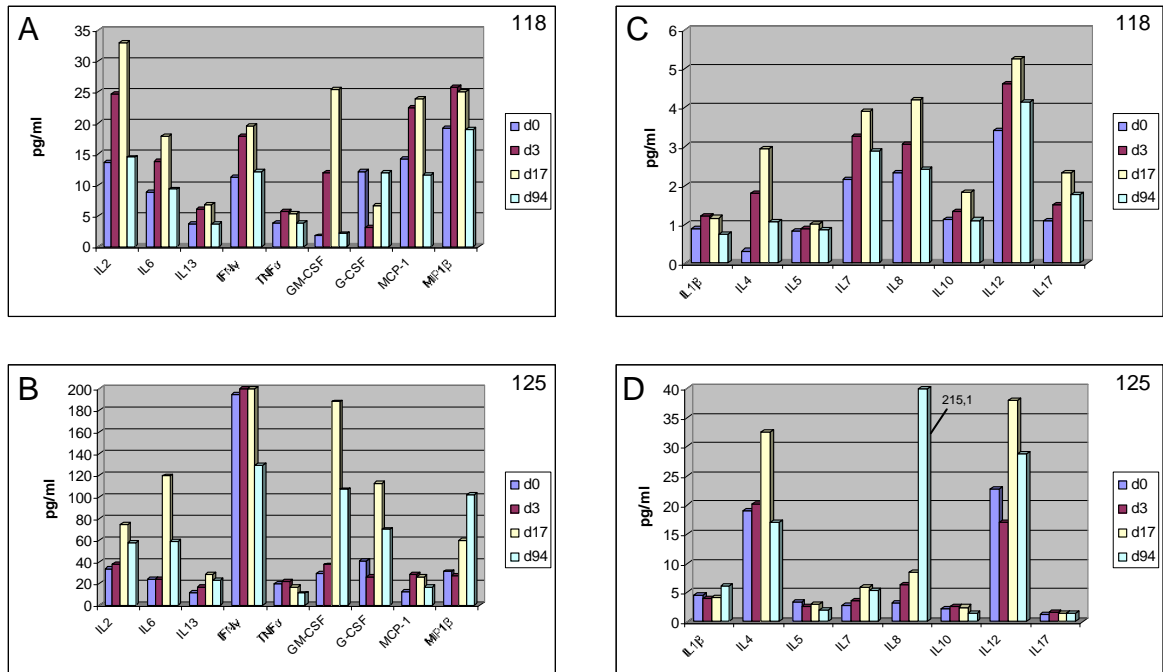 A
118
pg/ml
35
30
25
20
15
10
5
0
IL2
IL6
IL13
IFNγ
TNFα
GM-CSF
G-CSF
MCP-1
MIP1β
d0
d3
d17
d94
C
118
pg/ml
6
5
4
3
2
1
0
IL1β
IL4
IL5
IL7
IL8
IL10
IL12
IL17
d0
d3
d17
d94
B
125
pg/ml
200
180
160
140
120
100
80
60
40
20
0
IL2
IL6
IL13
IFNγ
TNFα
GM-CSF
G-CSF
MCP-1
MIP1β
d0
d3
d17
d94
D
125
pg/ml
40
35
30
25
20
15
10
5
0
215,1
IL1β
IL4
IL5
IL7
IL8
IL10
IL12
IL17
d0
d3
d17
d94